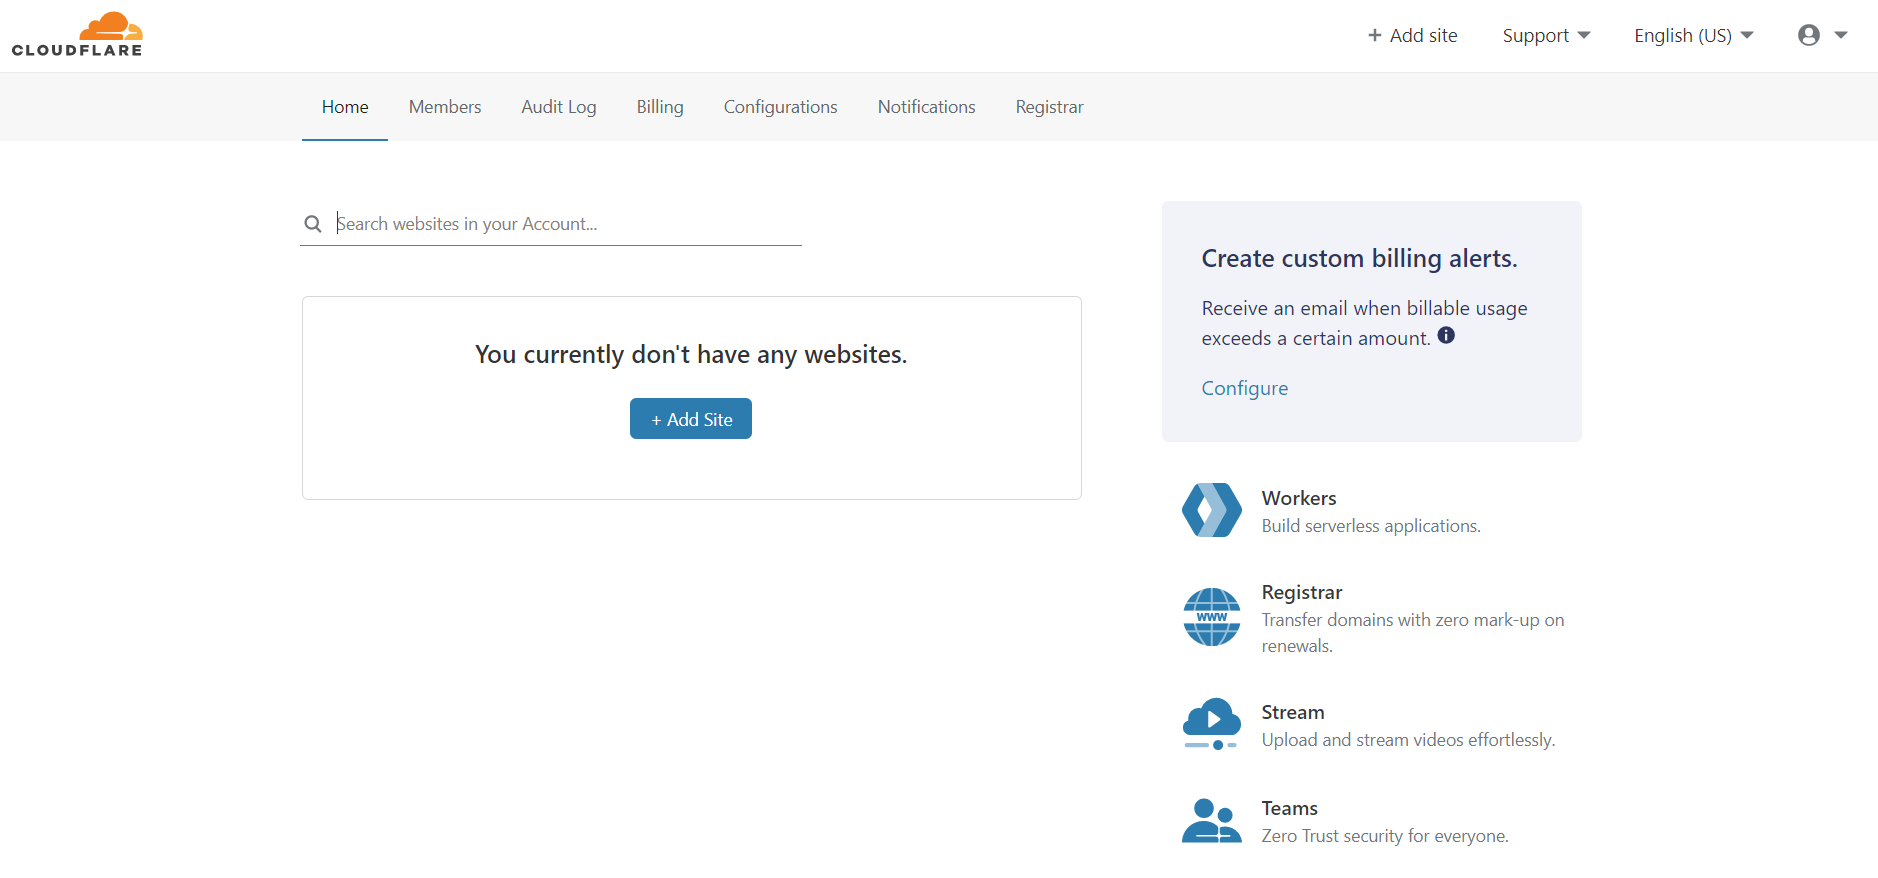 CLOUDFLARE
+ Add site
Support
English (US)
Home
Members
Audit Log
Billing
Configurations
Notifications
Registrar
Search websites in your Account...
You currently don't have any websites.
+ Add Site
Create custom billing alerts.
Receive an email when billable usage
exceeds a certain amount.
Configure
Workers
Build serverless applications.
www
Registrar
Transfer domains with zero mark-up on
renewals.
Stream
Upload and stream videos effortlessly.
Teams
Zero Trust security for everyone.